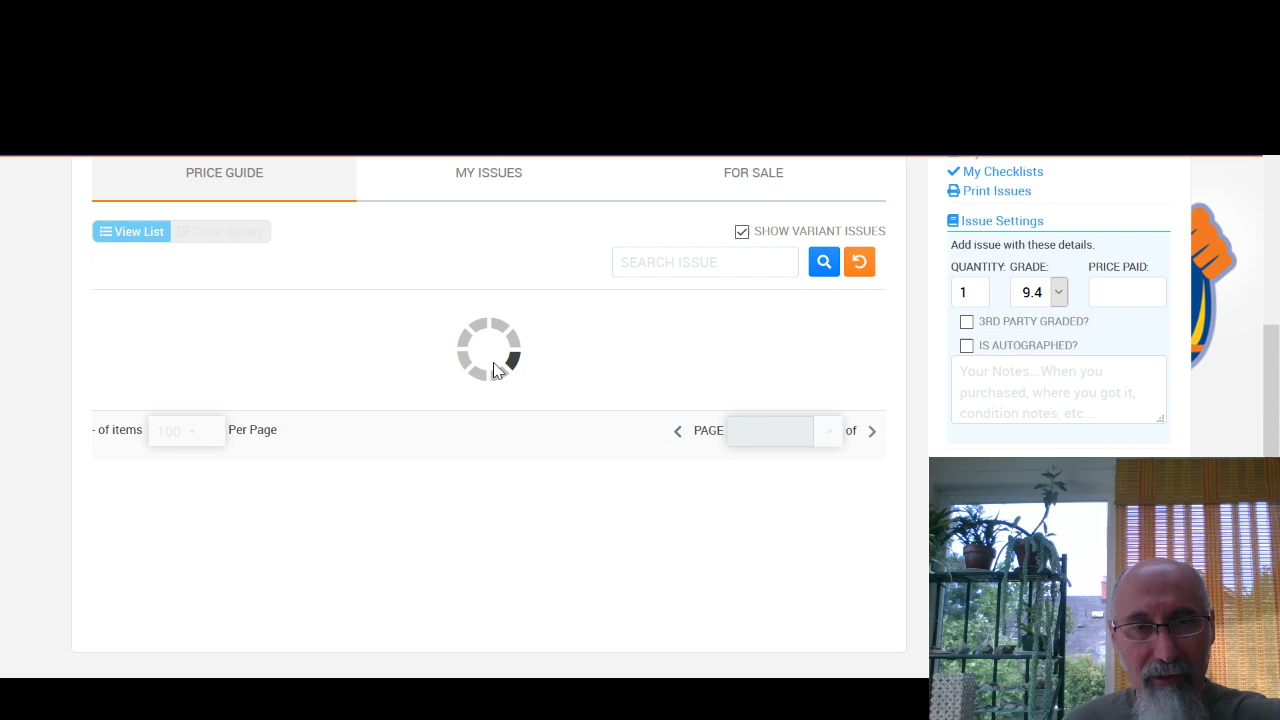 PRICE GUIDE
MY ISSUES
FOR SALE
View List
Cover Gallery
SHOW VARIANT ISSUES
SEARCH ISSUE
- of items
100
Per Page
PAGE
of
My Checklists
Print Issues
Issue Settings
Add issue with these details.
QUANTITY: GRADE: PRICE PAID:
1
9.4
3RD PARTY GRADED?
IS AUTOGRAPHED?
Your Notes...When you
purchased, where you got it,
condition notes, etc...